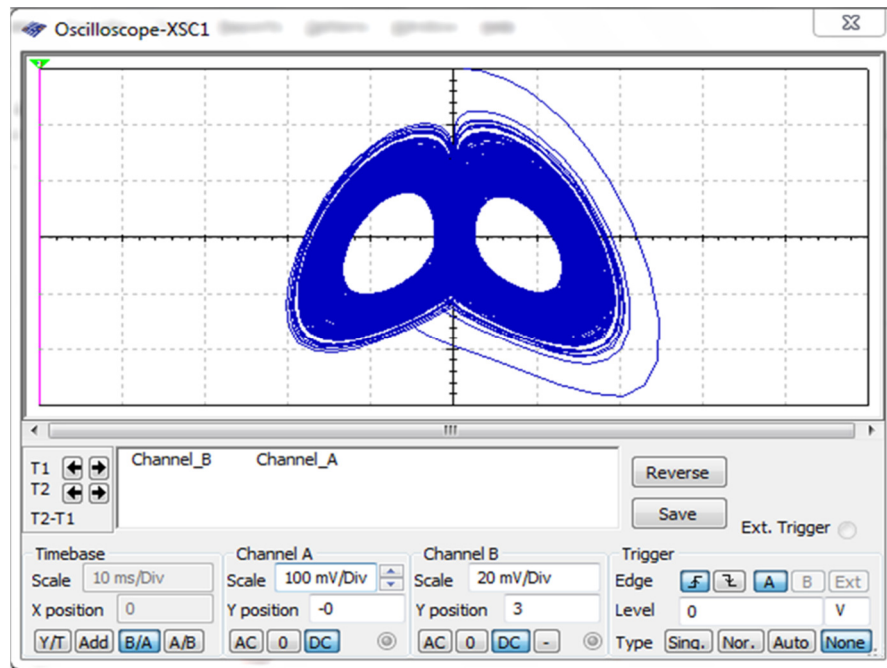 Oscilloscope-XSC1
T1
T2
T2-T1
Channel_B Channel_A
Reverse
Save
Ext. Trigger
Timebase
Scale 10 ms/Div
X position 0
Y/T Add B/A A/B
Channel A
Scale 100 mV/Div
Y position -0
AC 0 DC
Channel B
Scale 20 mV/Div
Y position 3
AC 0 DC -
Trigger
Edge A B Ext
Level 0 V
Type Sing. Nor. Auto None